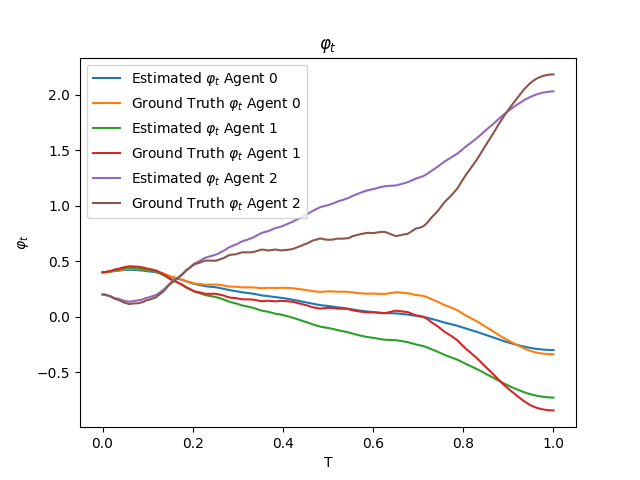 φt
Estimated φt Agent 0
Ground Truth φt Agent 0
Estimated φt Agent 1
Ground Truth φt Agent 1
Estimated φt Agent 2
Ground Truth φt Agent 2
2.0
1.5
1.0
0.5
0.0
−0.5
φt
0.0 0.2 0.4 0.6 0.8 1.0
T